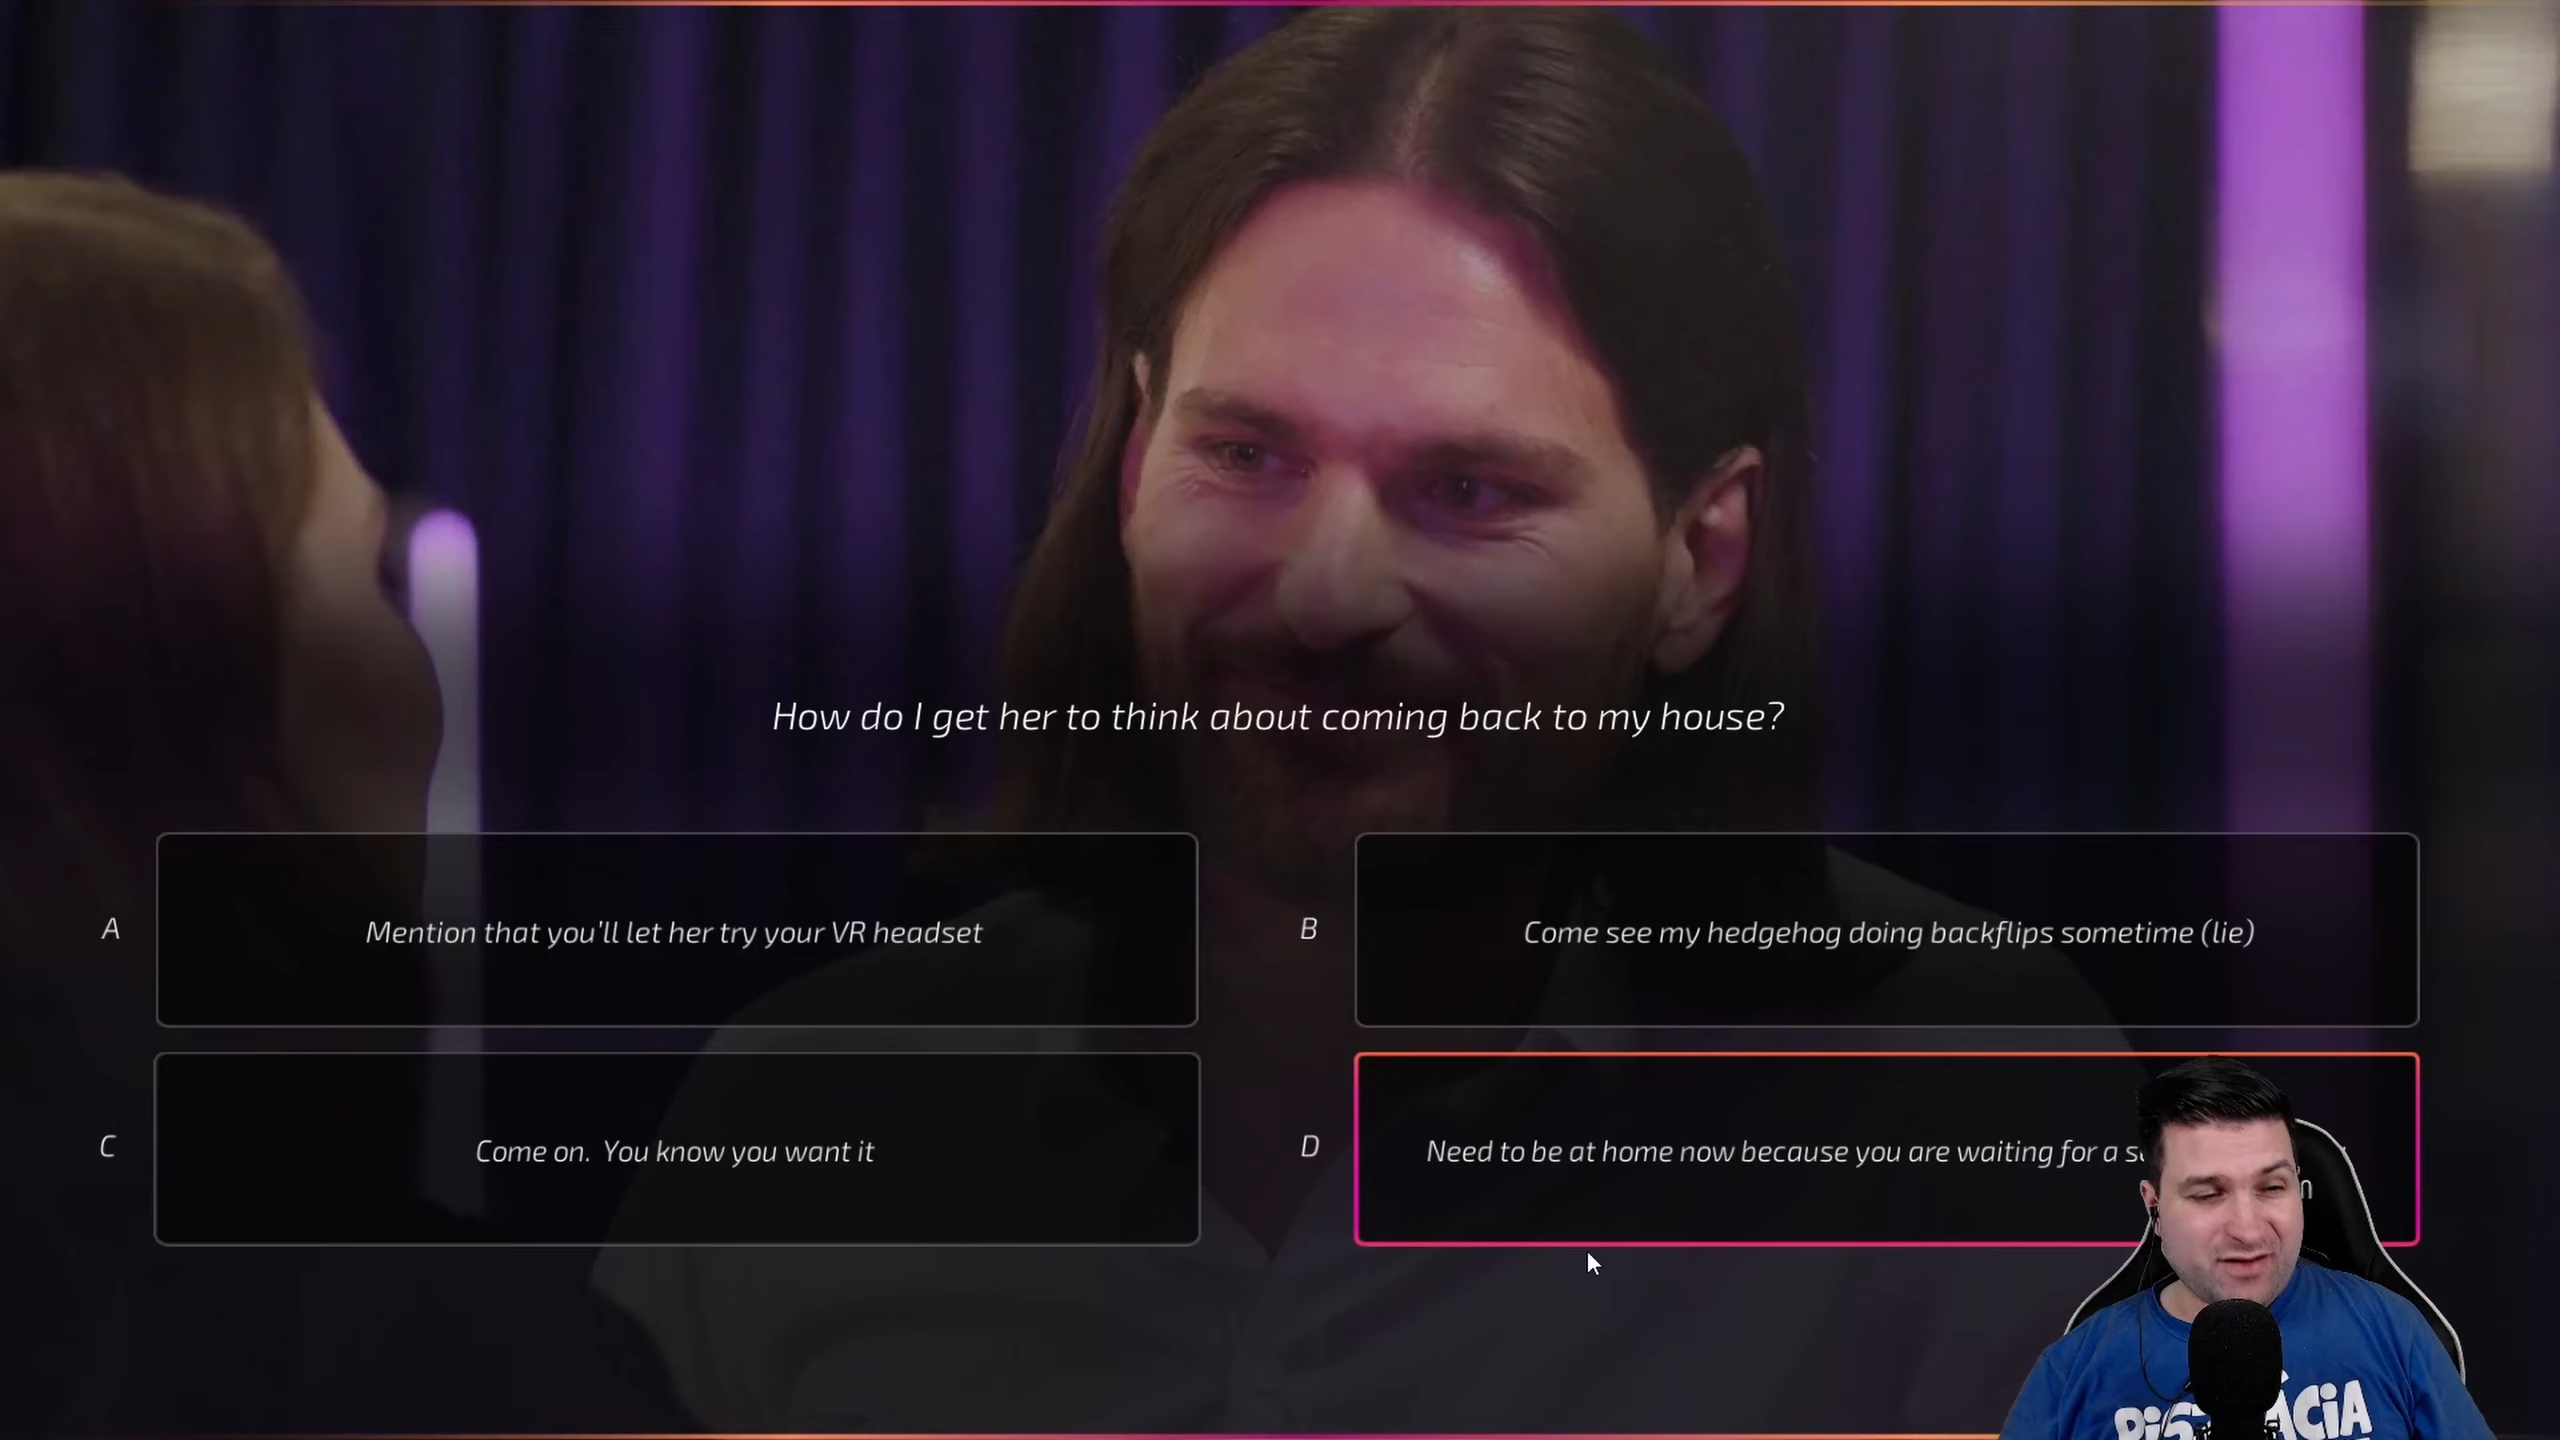 How do I get her to think about coming back to my house?
A
Mention that you'll let her try your VR headset
B
Come see my hedgehog doing backflips sometime (lie)
C
Come on.  You know you want it
D
Need to be at home now because you are waiting for a